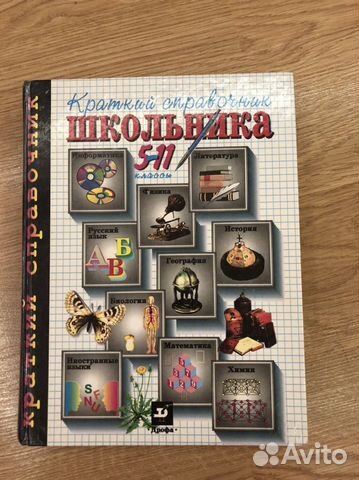 краткий справочник
Краткий справочник
школьника
5-11
классы
Информатика
Литература
Физика
Русский язык
А Б В
История
География
Биология
Математика
Иностранные языки
Химия
Дрофа
Avito